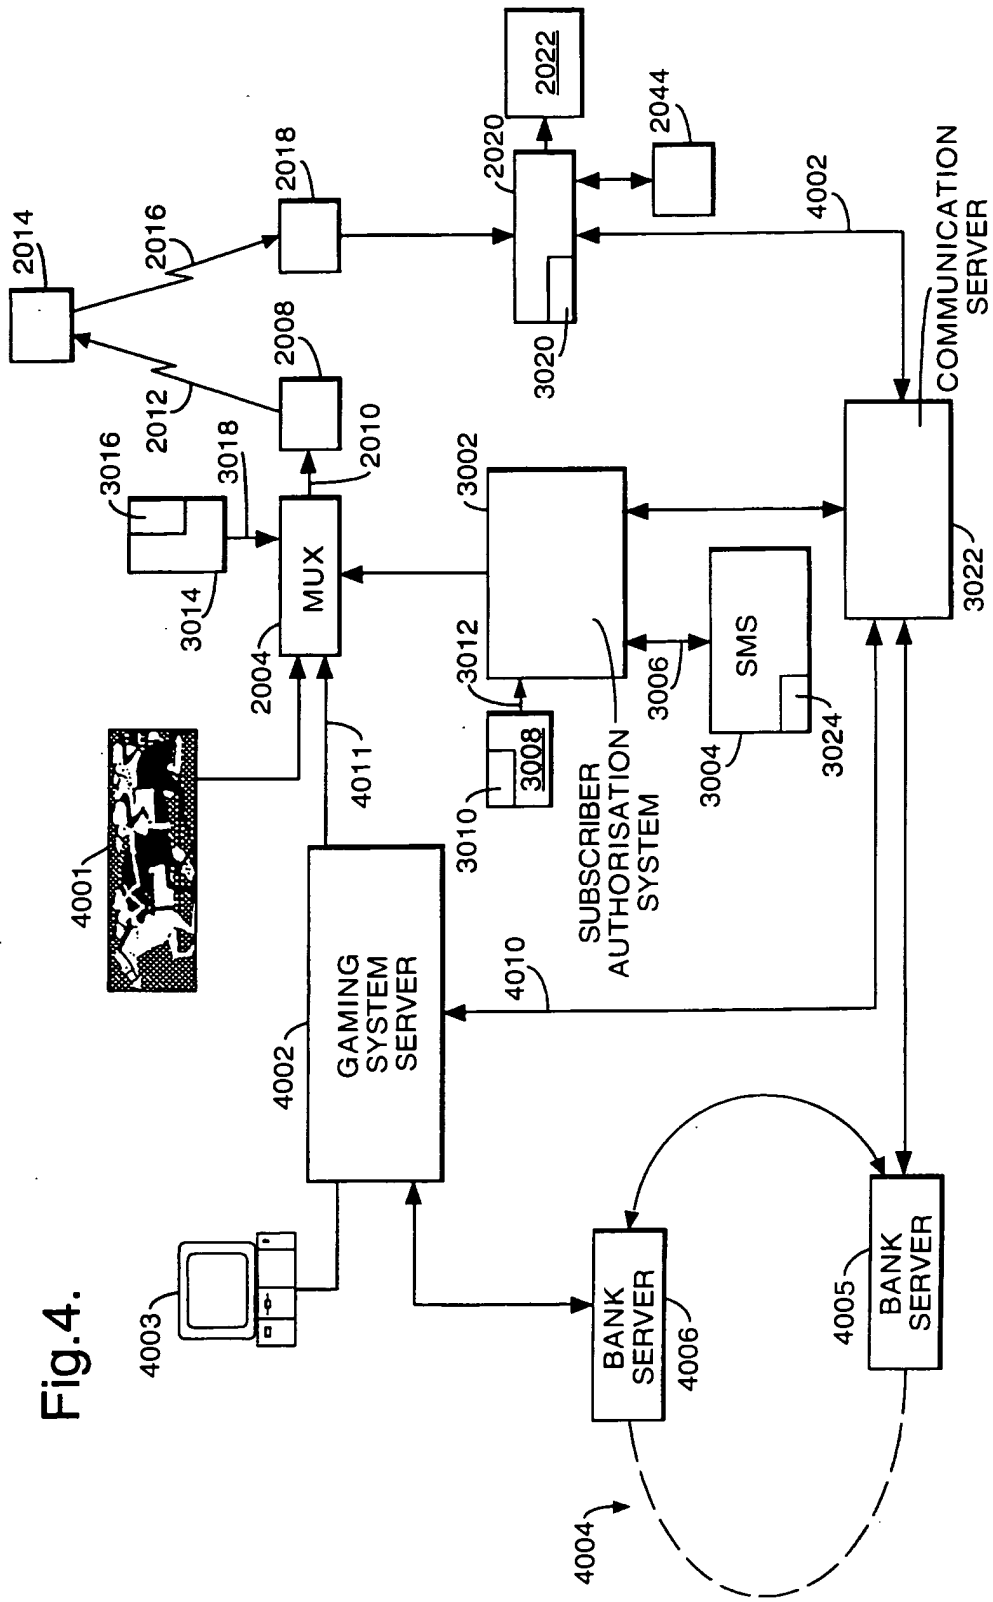 Fig.4.
4003
4001
4002
GAMING
SYSTEM
SERVER
4011
2004
MUX
3014
3016
3018
2010
2008
2012
2014
2016
2018
2020
2022
2044
3020
4002
3002
3012
3010
3008
SUBSCRIBER
AUTHORISATION
SYSTEM
3006
3004
SMS
3024
4010
COMMUNICATION
SERVER
3022
BANK
SERVER
4006
4005
BANK
SERVER
4004